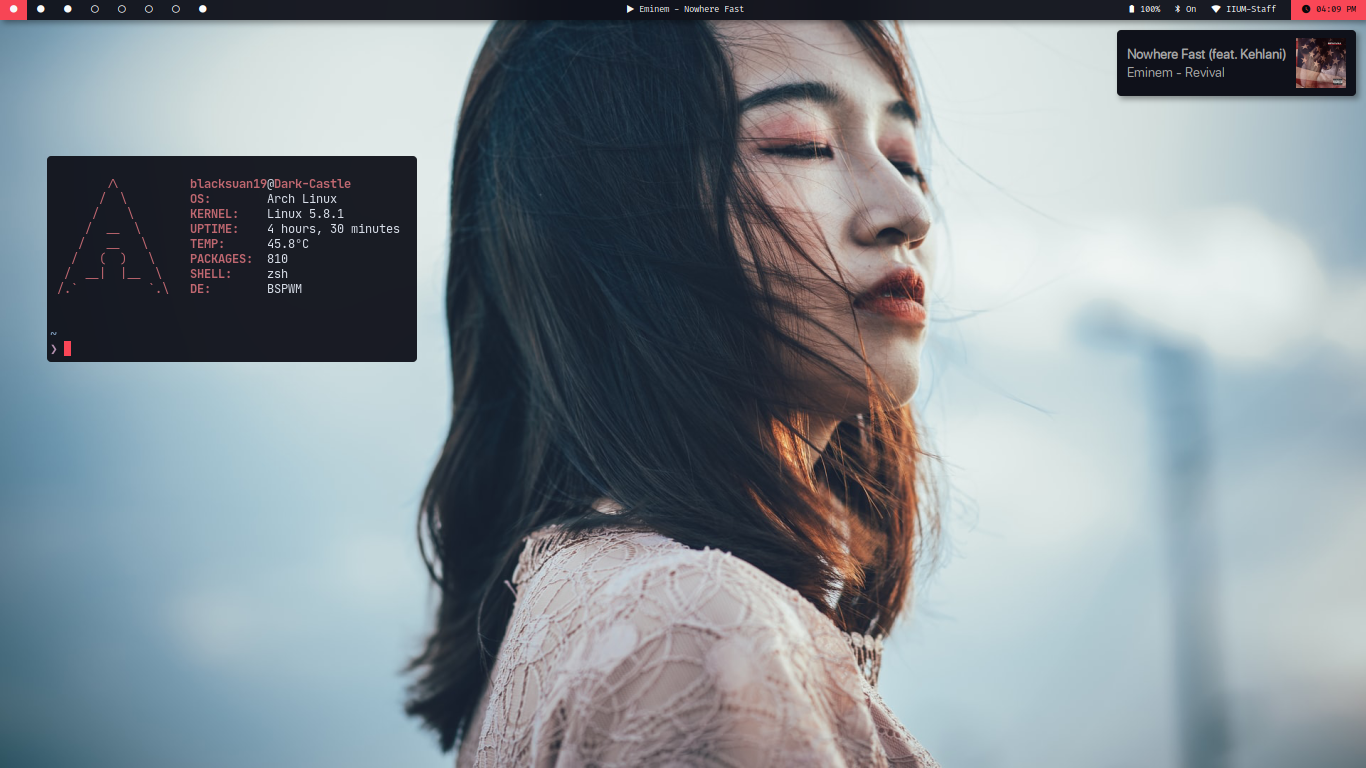 Eminem - Nowhere Fast
100%
On
IIUM-Staff
04:09 PM
Nowhere Fast (feat. Kehlani)
Eminem - Revival
blacksuan19@Dark-Castle
OS: Arch Linux
KERNEL: Linux 5.8.1
UPTIME: 4 hours, 30 minutes
TEMP: 45.8°C
PACKAGES: 810
SHELL: zsh
DE: BSPWM
~
❯